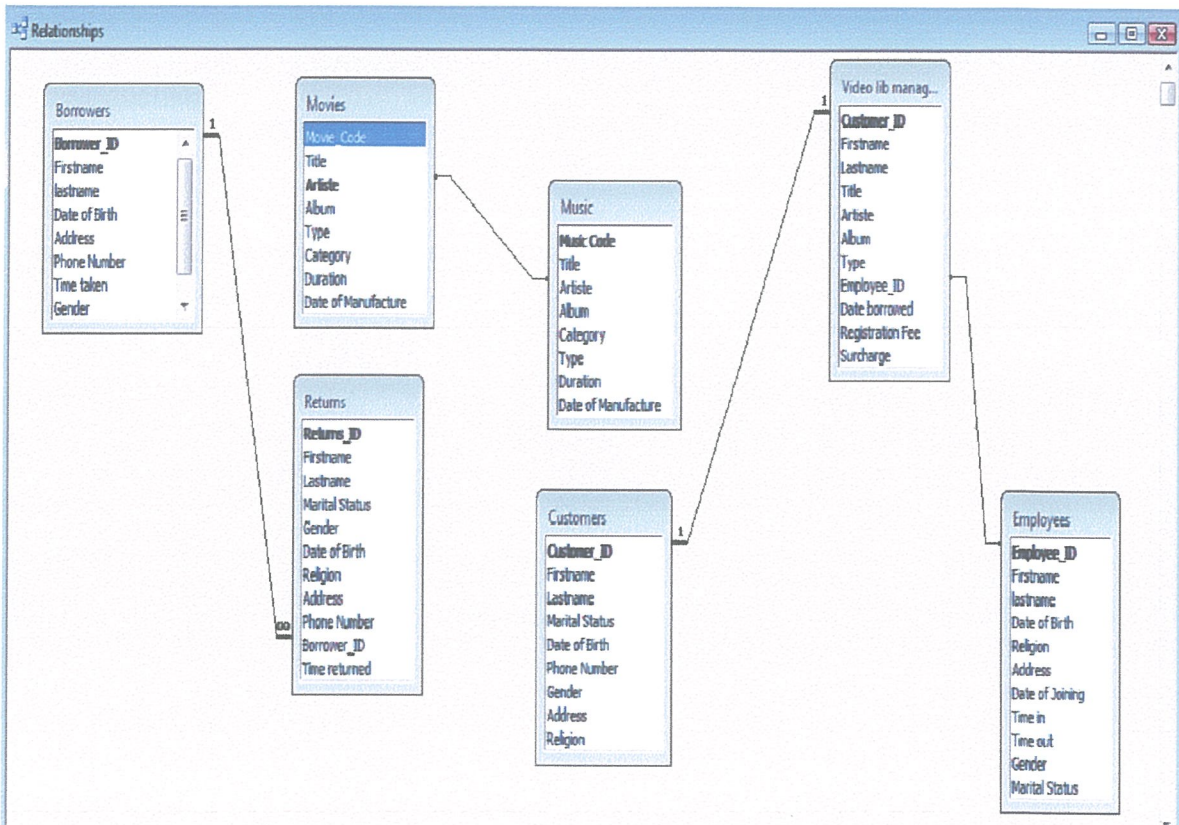 Relationships
Borrowers
Borrower_ID
Firstname
lastname
Date of Birth
Address
Phone Number
Time taken
Gender
1
Movies
Movie_Code
Title
Artiste
Album
Type
Category
Duration
Date of Manufacture
Music
Music Code
Title
Artiste
Album
Category
Type
Duration
Date of Manufacture
1
Video lib manag...
Customer_ID
Firstname
Lastname
Title
Artiste
Album
Type
Employee_ID
Date borrowed
Registration Fee
Surcharge
Returns
Returns_ID
Firstname
Lastname
Marital Status
Gender
Date of Birth
Religion
Address
Phone Number
Borrower_ID
Time returned
∞
Customers
Customer_ID
Firstname
Lastname
Marital Status
Date of Birth
Phone Number
Gender
Address
Religion
1
Employees
Employee_ID
Firstname
lastname
Date of Birth
Religion
Address
Date of Joining
Time in
Time out
Gender
Marital Status